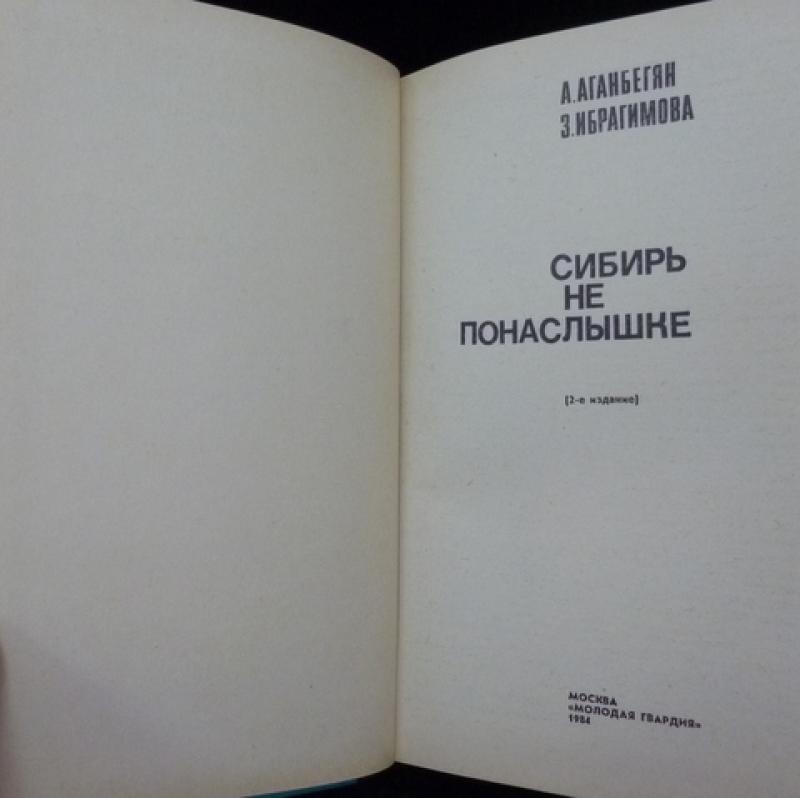 А.АГАНБЕГЯН
З.ИБРАГИМОВА
СИБИРЬ
НЕ
ПОНАСЛЫШКЕ
[2-е издание]
МОСКВА
«МОЛОДАЯ ГВАРДИЯ»
1984